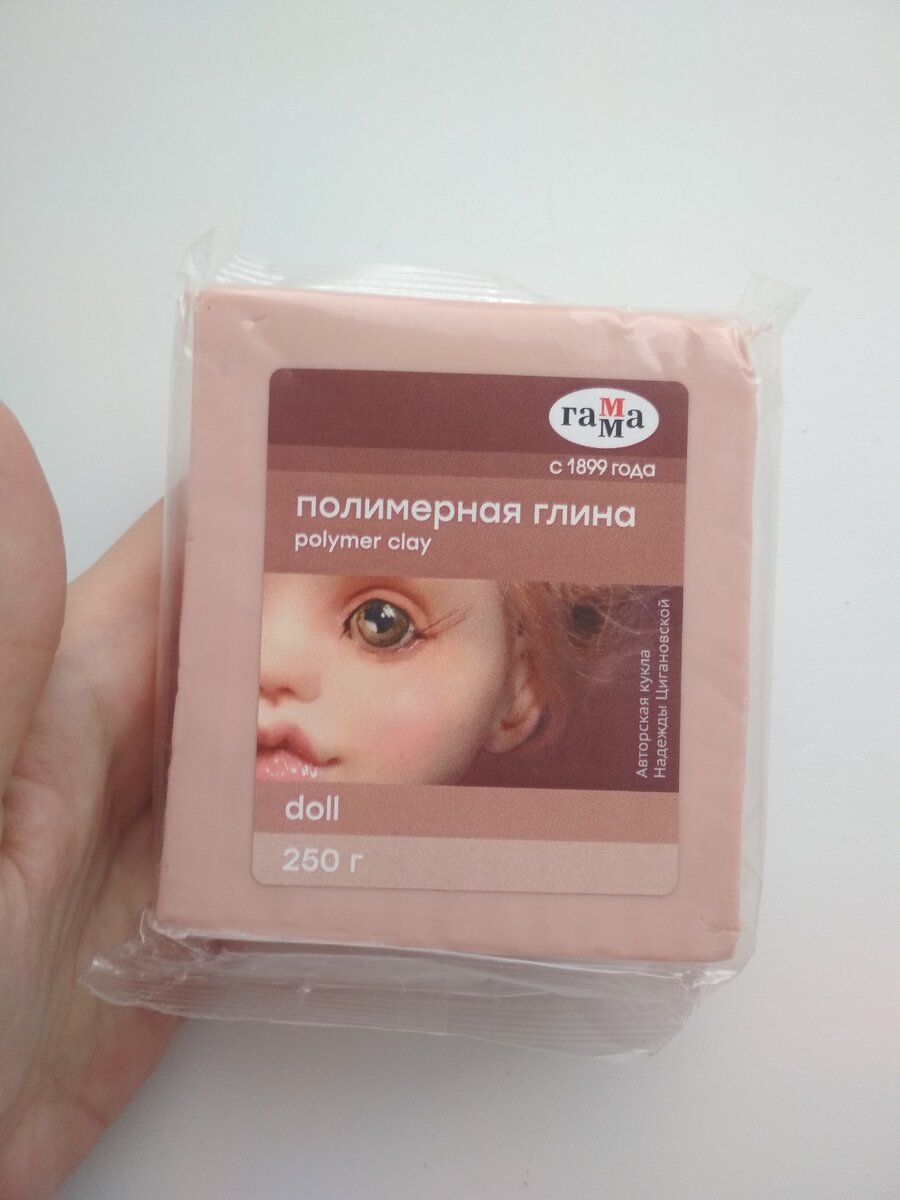 гамма
с 1899 года
полимерная глина
polymer clay
Авторская кукла
Надежды Цигановской
doll
250 г